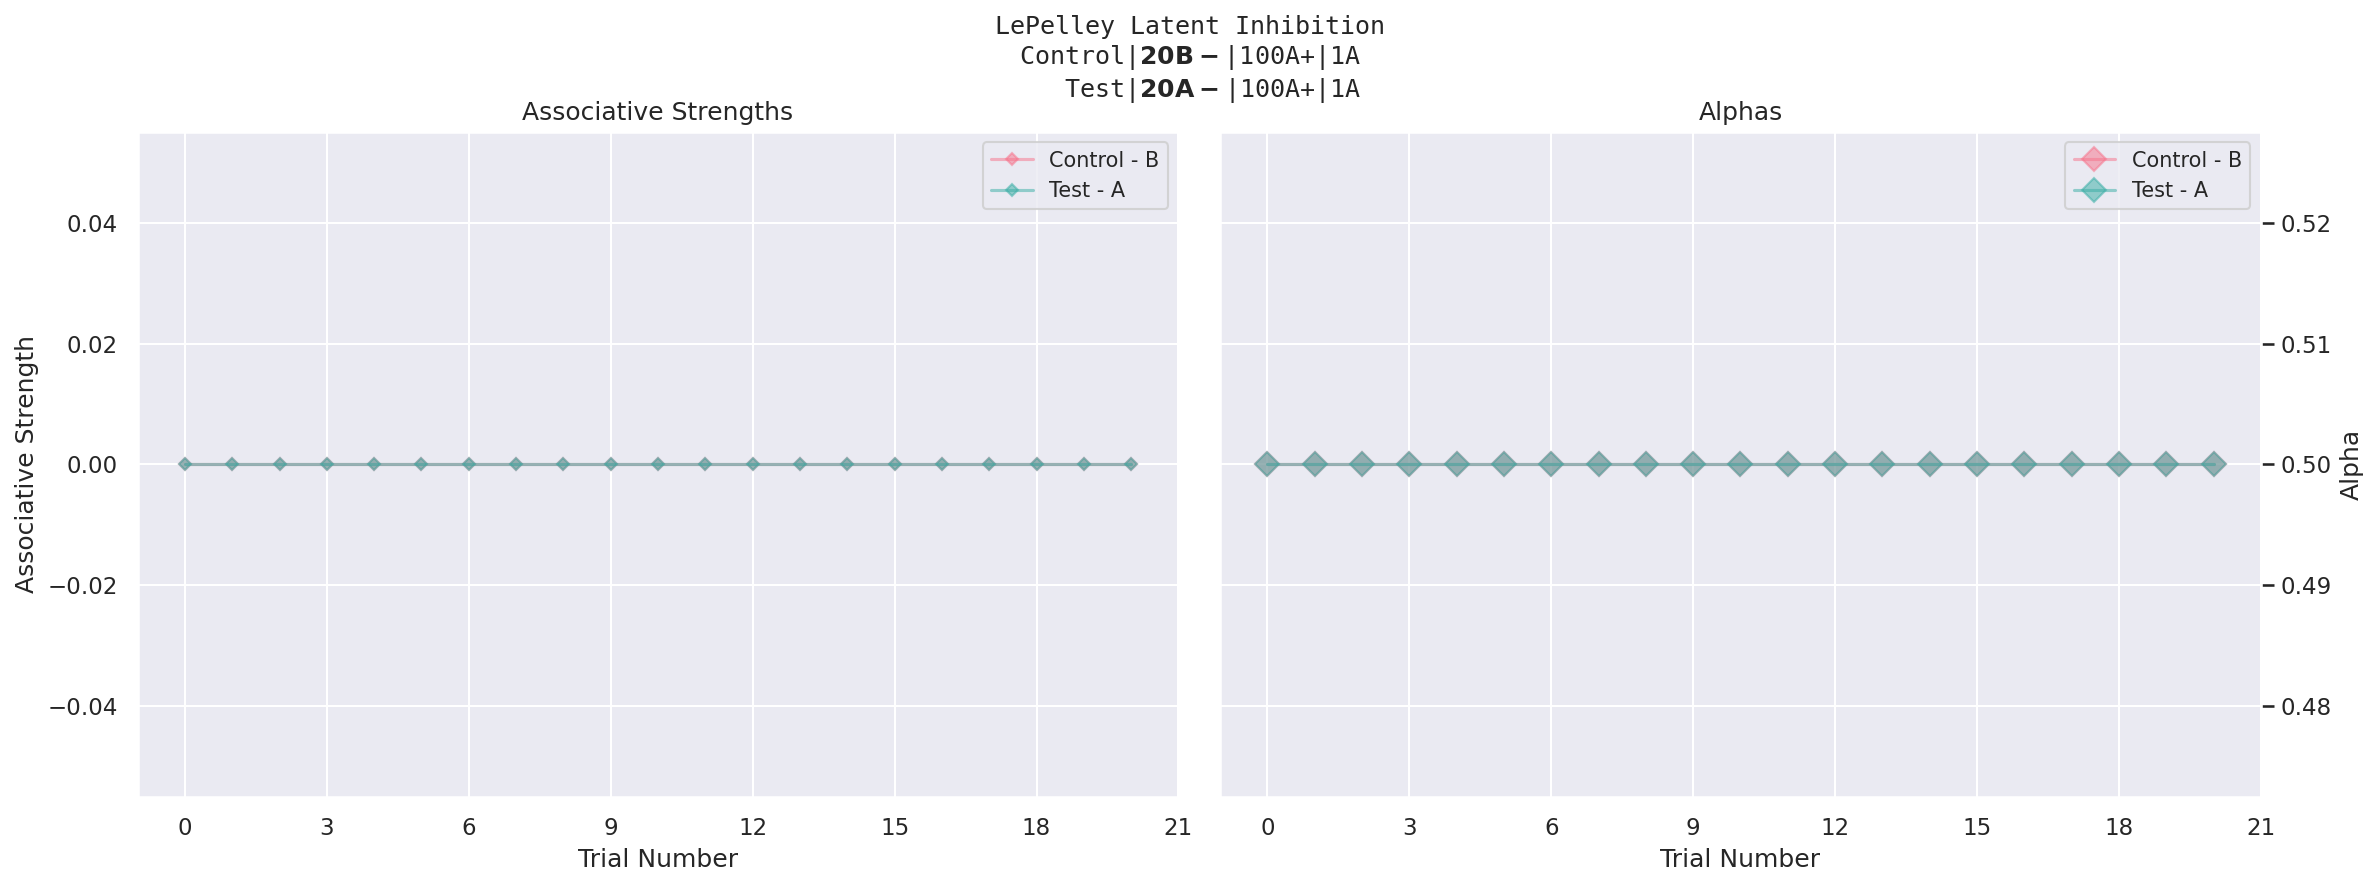 LePelley Latent Inhibition
Control|20B−|100A+|1A
Test|20A−|100A+|1A
Associative Strengths
Control - B
Test - A
0.04
0.02
0.00
−0.02
−0.04
Associative Strength
0 3 6 9 12 15 18 21
Trial Number
Alphas
Control - B
Test - A
0.52
0.51
0.50
0.49
0.48
Alpha
0 3 6 9 12 15 18 21
Trial Number